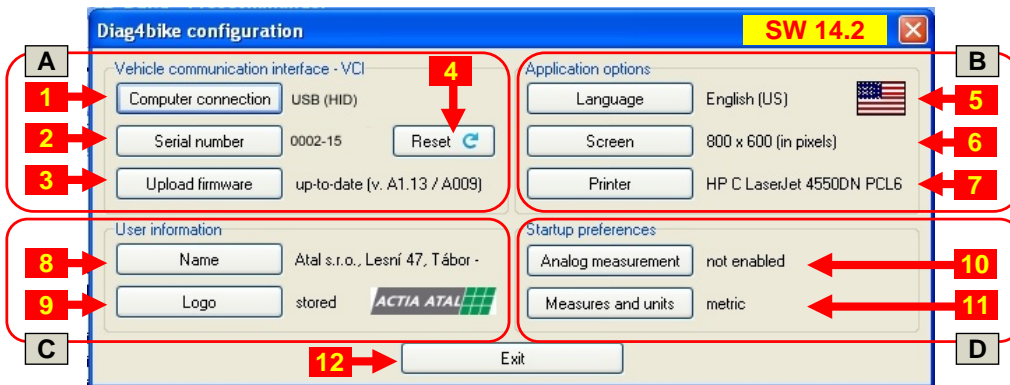 Diag4bike configuration
SW 14.2
A
Vehicle communication interface - VCI
4
Application options
B
1
Computer connection
USB (HID)
Language
English (US)
5
2
Serial number
0002-15
Reset
Screen
800 x 600 (in pixels)
6
3
Upload firmware
up-to-date (v. A1.13 / A009)
Printer
HP C LaserJet 4550DN PCL6
7
User information
Startup preferences
8
Name
Atal s.r.o., Lesní 47, Tábor -
Analog measurement
not enabled
10
9
Logo
stored
ACTIA ATAL
Measures and units
metric
11
C
D
12
Exit